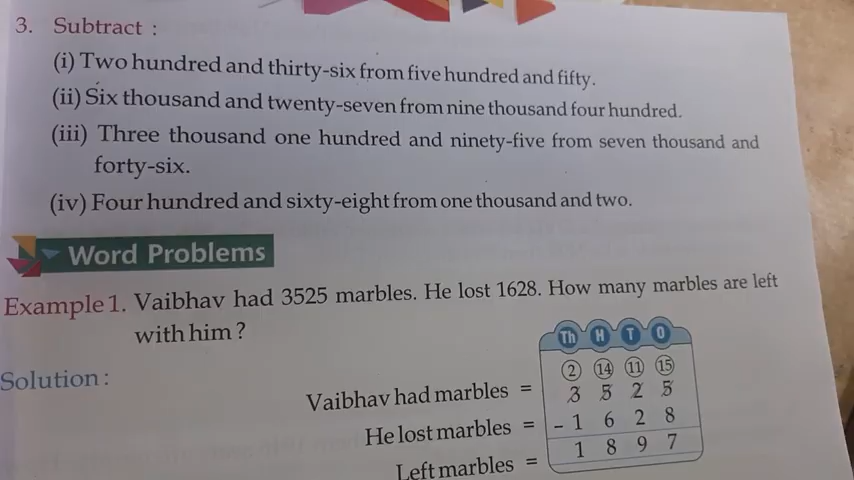 3. Subtract :
(i) Two hundred and thirty-six from five hundred and fifty.
(ii) Six thousand and twenty-seven from nine thousand four hundred.
(iii) Three thousand one hundred and ninety-five from seven thousand and
forty-six.
(iv) Four hundred and sixty-eight from one thousand and two.
Word Problems
Example 1. Vaibhav had 3525 marbles. He lost 1628. How many marbles are left
with him ?
Solution :
Th H T O
2 14 11 15
Vaibhav had marbles = 3 5 2 5
He lost marbles = - 1 6 2 8
Left marbles = 1 8 9 7